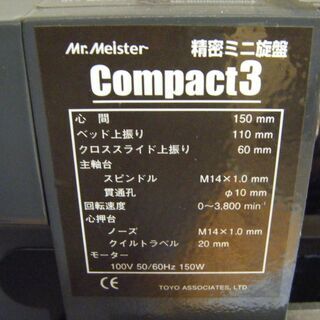 Mr.Meister 精密ミニ旋盤
Compact3
心間 150 mm
ベッド上振り 110 mm
クロススライド上振り 60 mm
主軸台
スピンドル M14×1.0 mm
貫通孔 φ10 mm
回転速度 0~3,800 min⁻¹
心押台
ノーズ M14×1.0 mm
クイルトラベル 20 mm
モーター
100V 50/60Hz 150W
CE TOYO ASSOCIATES, LTD